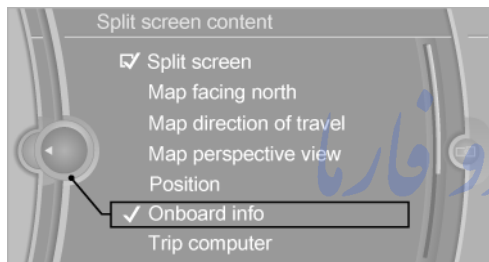 Split screen content
Split screen
Map facing north
Map direction of travel
Map perspective view
Position
Onboard info
Trip computer